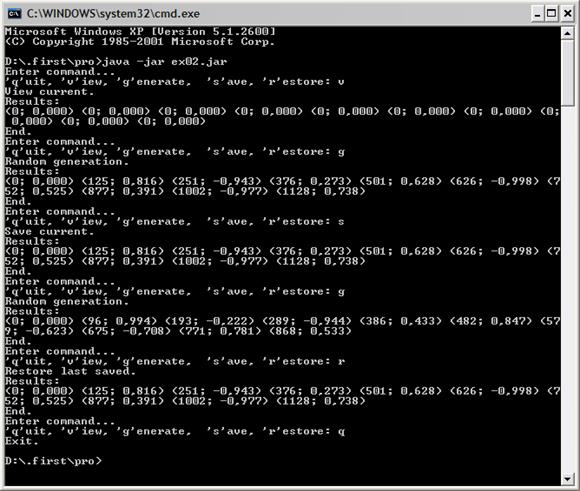 C:\WINDOWS\system32\cmd.exe
Microsoft Windows XP [Version 5.1.2600]
(C) Copyright 1985-2001 Microsoft Corp.
D:\.first\pro>java -jar ex02.jar
Enter command...
'q'uit, 'v'iew, 'g'enerate,  's'ave, 'r'estore: v
View current.
Results:
(0; 0,000) (0; 0,000) (0; 0,000) (0; 0,000) (0; 0,000) (0; 0,000) (0; 0,000) (0;
 0,000) (0; 0,000) (0; 0,000)
End.
Enter command...
'q'uit, 'v'iew, 'g'enerate,  's'ave, 'r'estore: g
Random generation.
Results:
(0; 0,000) (125; 0,816) (251; -0,943) (376; 0,273) (501; 0,628) (626; -0,998) (7
52; 0,525) (877; 0,391) (1002; -0,977) (1128; 0,738)
End.
Enter command...
'q'uit, 'v'iew, 'g'enerate,  's'ave, 'r'estore: s
Save current.
Results:
(0; 0,000) (125; 0,816) (251; -0,943) (376; 0,273) (501; 0,628) (626; -0,998) (7
52; 0,525) (877; 0,391) (1002; -0,977) (1128; 0,738)
End.
Enter command...
'q'uit, 'v'iew, 'g'enerate,  's'ave, 'r'estore: g
Random generation.
Results:
(0; 0,000) (96; 0,994) (193; -0,222) (289; -0,944) (386; 0,433) (482; 0,847) (57
9; -0,623) (675; -0,708) (771; 0,781) (868; 0,533)
End.
Enter command...
'q'uit, 'v'iew, 'g'enerate,  's'ave, 'r'estore: r
Restore last saved.
Results:
(0; 0,000) (125; 0,816) (251; -0,943) (376; 0,273) (501; 0,628) (626; -0,998) (7
52; 0,525) (877; 0,391) (1002; -0,977) (1128; 0,738)
End.
Enter command...
'q'uit, 'v'iew, 'g'enerate,  's'ave, 'r'estore: q
Exit.
D:\.first\pro>